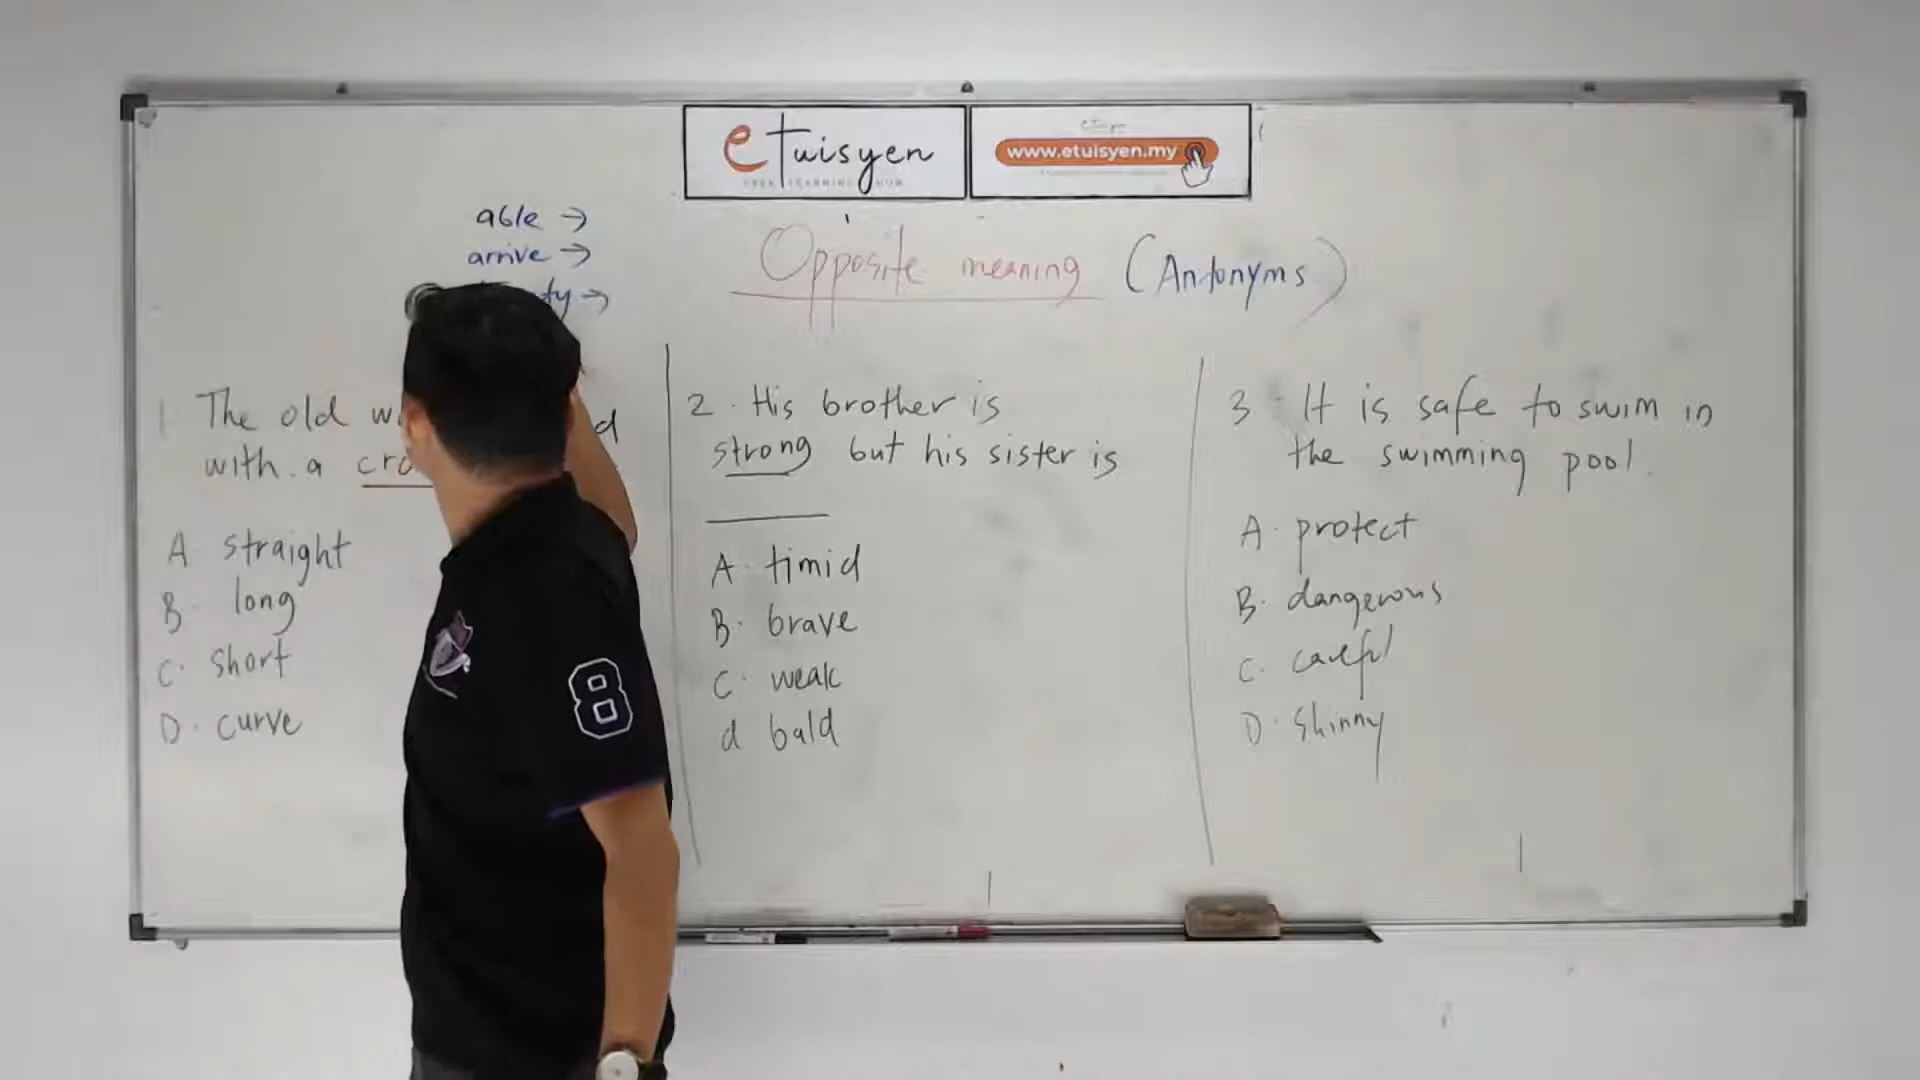 eTuisyen
www.etuisyen.my
able →
arrive →
→
Opposite meaning (Antonyms)
1. The old
with a
A. straight
B. long
C. short
D. curve
2. His brother is
strong but his sister is
A. timid
B. brave
C. weak
d bald
3. It is safe to swim in
the swimming pool.
A. protect
B. dangerous
C. careful
D. skinny
8